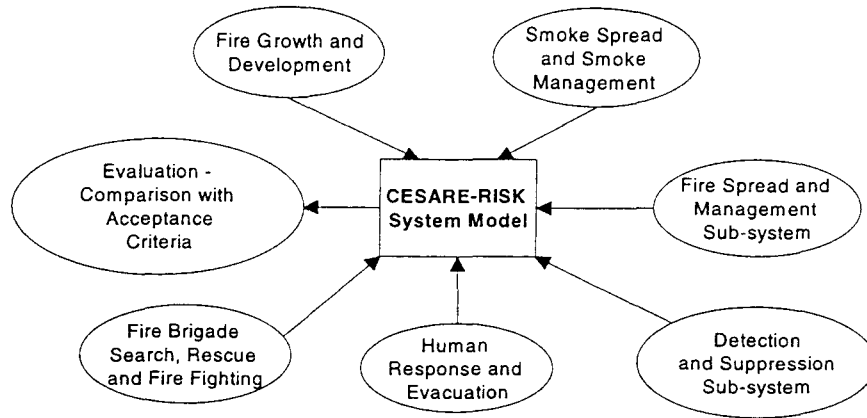 Fire Growth and
Development
Smoke Spread
and Smoke
Management
Evaluation -
Comparison with
Acceptance
Criteria
CESARE-RISK
System Model
Fire Spread and
Management
Sub-system
Fire Brigade
Search, Rescue
and Fire Fighting
Human
Response and
Evacuation
Detection
and Suppression
Sub-system